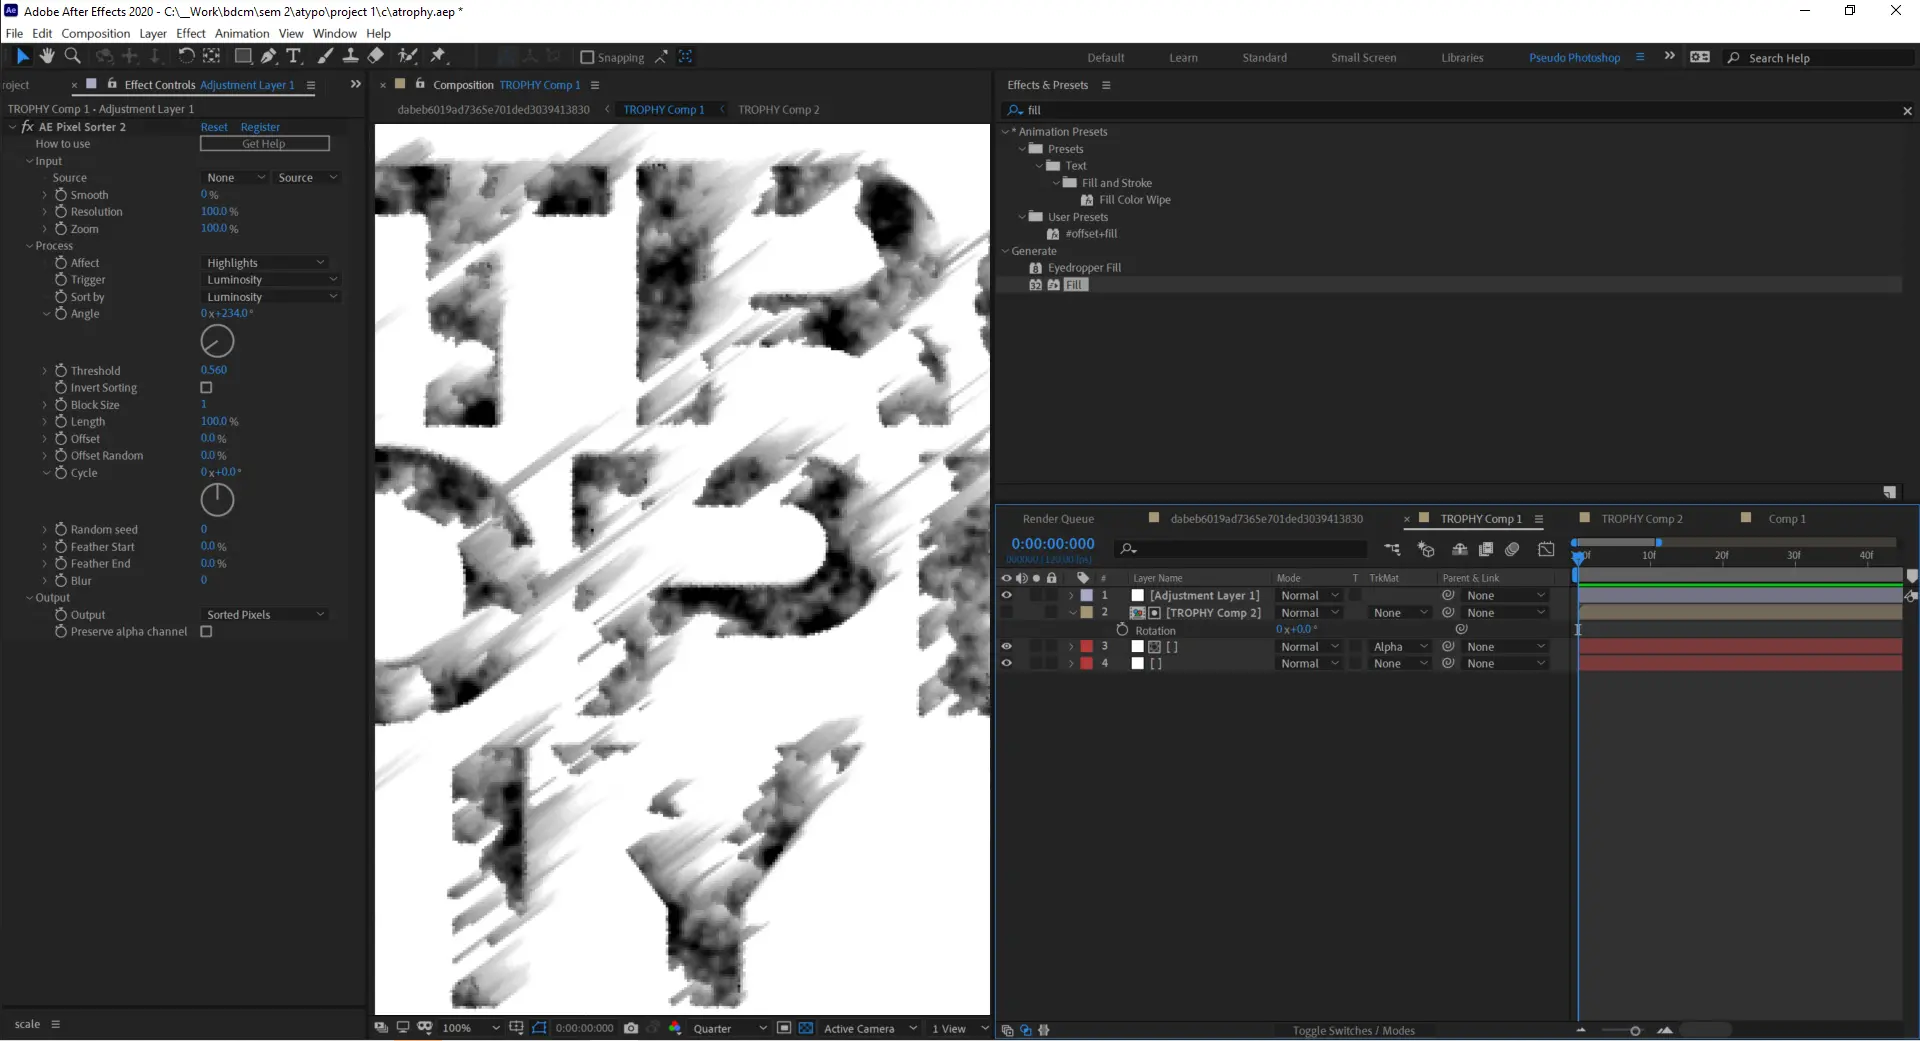 Adobe After Effects 2020 - C:\__Work\bdcm\sem 2\atypo\project 1\c\atrophy.aep *
File Edit Composition Layer Effect Animation View Window Help
Snapping
Default Learn Standard Small Screen Libraries Pseudo Photoshop
Search Help
roject
Effect Controls Adjustment Layer 1
TROPHY Comp 1 • Adjustment Layer 1
fx AE Pixel Sorter 2 Reset Register
How to use Get Help
Input
Source None Source
Smooth 0 %
Resolution 100.0 %
Zoom 100.0 %
Process
Affect Highlights
Trigger Luminosity
Sort by Luminosity
Angle 0 x+234.0 °
Threshold 0.560
Invert Sorting
Block Size 1
Length 100.0 %
Offset 0.0 %
Offset Random 0.0 %
Cycle 0 x+0.0 °
Random seed 0
Feather Start 0.0 %
Feather End 0.0 %
Blur 0
Output
Output Sorted Pixels
Preserve alpha channel
scale
Composition TROPHY Comp 1
dabeb6019ad7365e701ded3039413830 TROPHY Comp 1 TROPHY Comp 2
100% 0:00:00:000 Quarter Active Camera 1 View
Effects & Presets
fill
* Animation Presets
Presets
Text
Fill and Stroke
Fill Color Wipe
User Presets
#offset+fill
Generate
Eyedropper Fill
Fill
Render Queue dabeb6019ad7365e701ded3039413830 TROPHY Comp 1 TROPHY Comp 2 Comp 1
0:00:00:000
10f 20f 30f 40f
# Layer Name Mode T TrkMat Parent & Link
1 [Adjustment Layer 1] Normal None
2 [TROPHY Comp 2] Normal None None
Rotation 0 x+0.0 °
3 [ ] Normal Alpha None
4 [ ] Normal None None
Toggle Switches / Modes